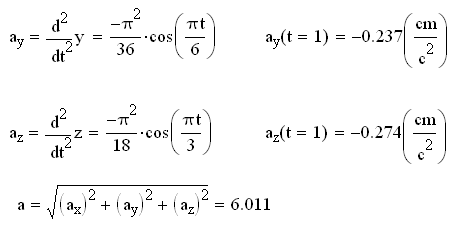 a_y = d²/dt² y = −π²/36 · cos(πt/6) a_y(t = 1) = −0.237(cm/c²)
a_z = d²/dt² z = −π²/18 · cos(πt/3) a_z(t = 1) = −0.274(cm/c²)
a = √((a_x)² + (a_y)² + (a_z)²) = 6.011